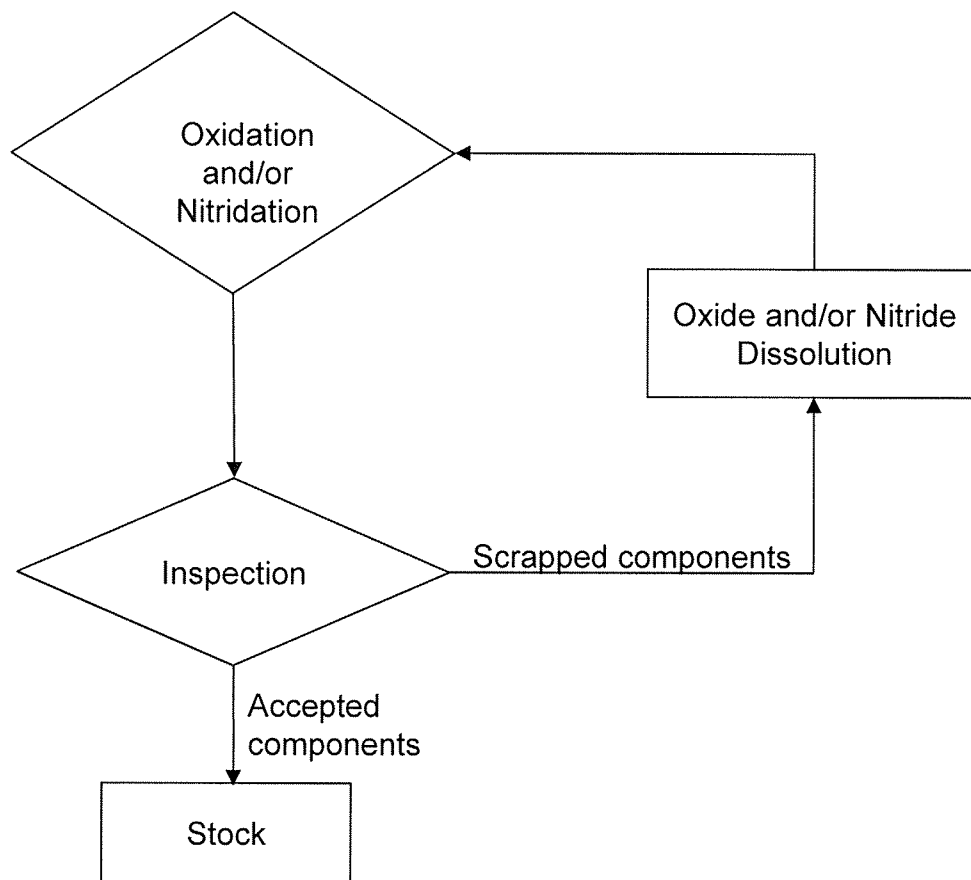 Oxidation
and/or
Nitridation
Oxide and/or Nitride
Dissolution
Scrapped components
Inspection
Accepted
components
Stock